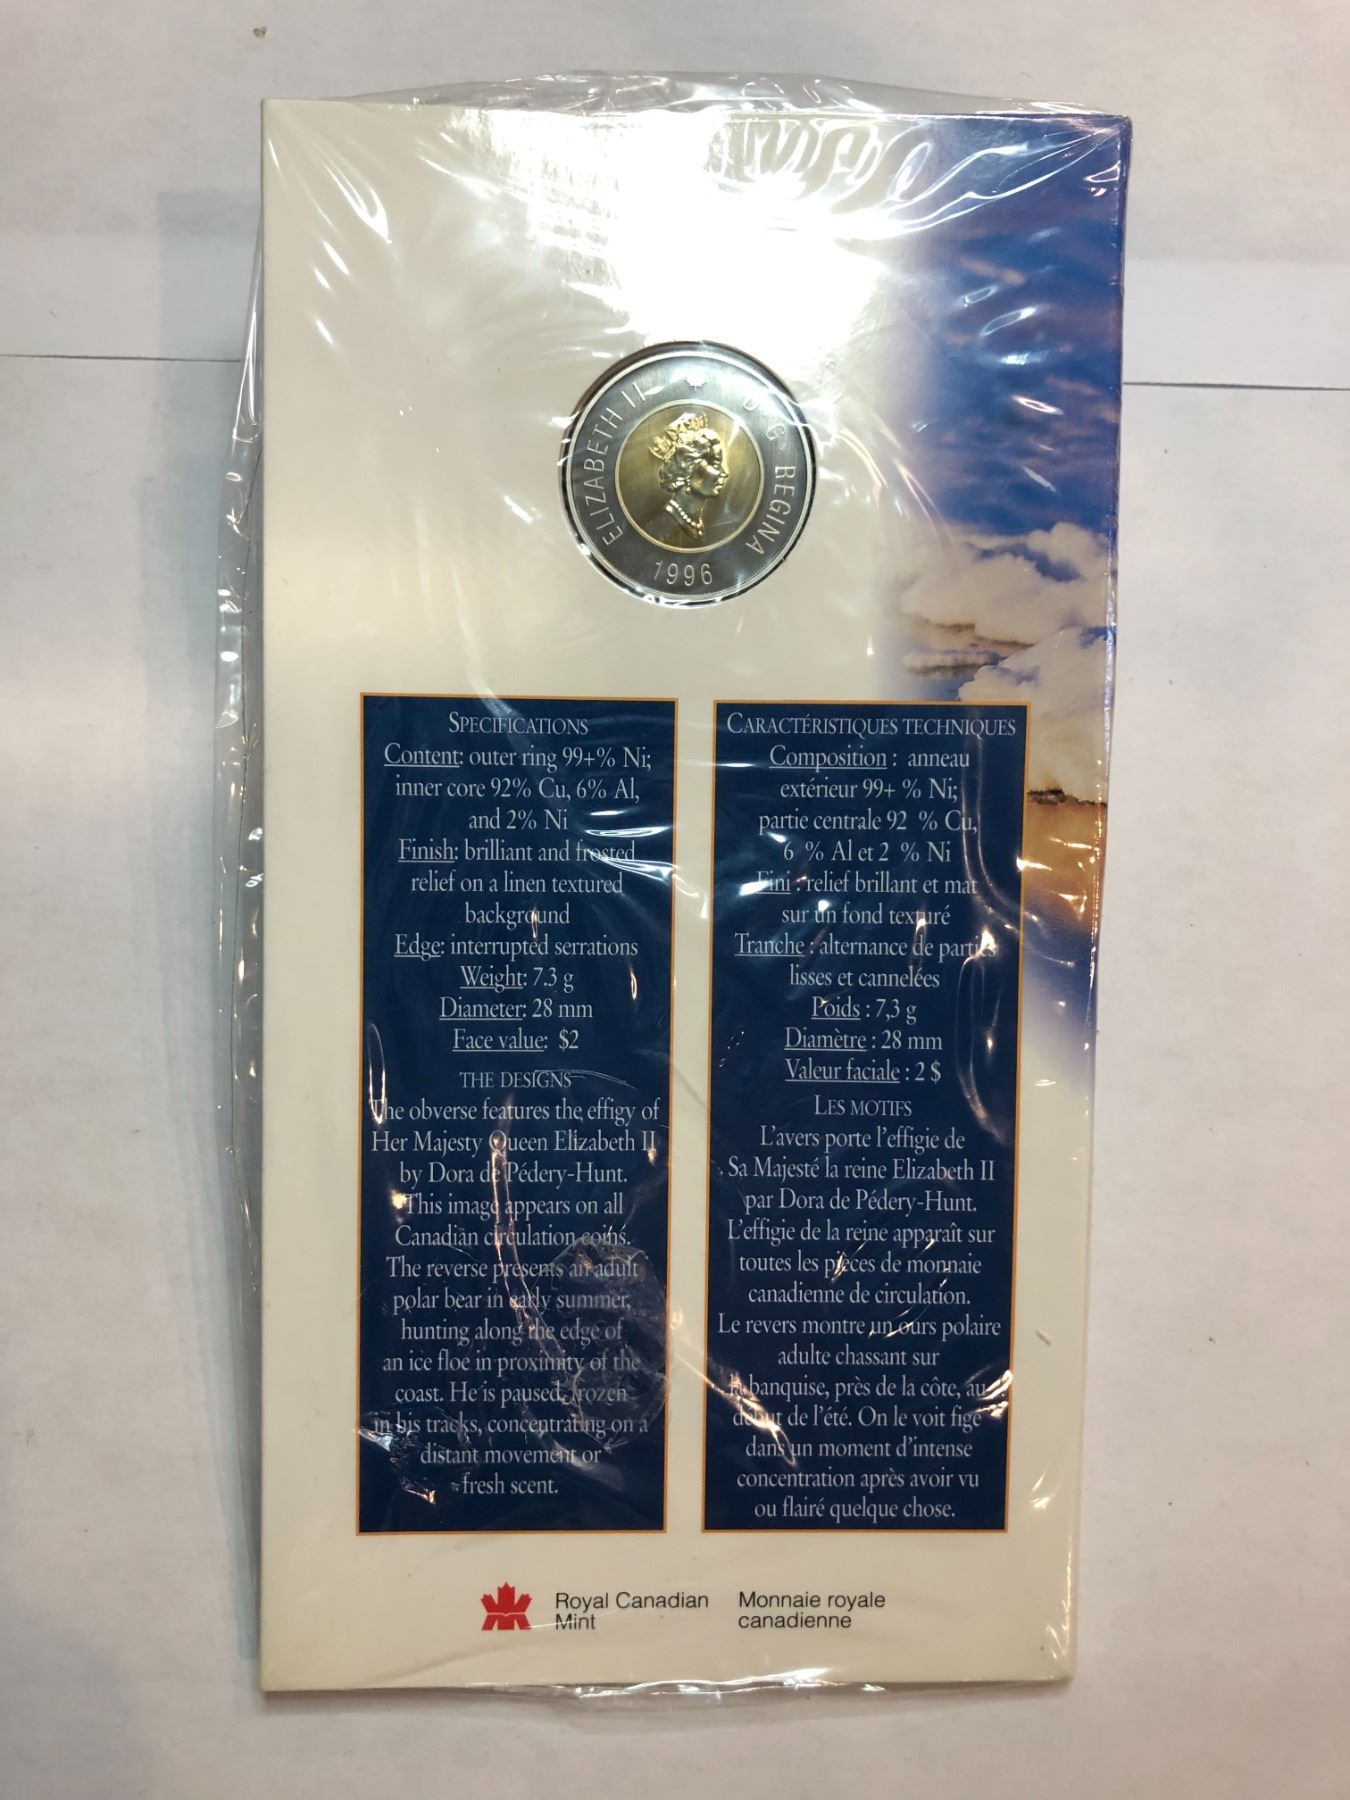 ELIZABETH II D·G· REGINA
1996
SPECIFICATIONS
Content: outer ring 99+% Ni;
inner core 92% Cu, 6% Al,
and 2% Ni
Finish: brilliant and frosted
relief on a linen textured
background
Edge: interrupted serrations
Weight: 7.3 g
Diameter: 28 mm
Face value: $2
THE DESIGNS
The obverse features the effigy of
Her Majesty Queen Elizabeth II
by Dora de Pédery-Hunt.
This image appears on all
Canadian circulation coins.
The reverse presents an adult
polar bear in early summer,
hunting along the edge of
an ice floe in proximity of the
coast. He is paused, frozen
in his tracks, concentrating on a
distant movement or
fresh scent.
CARACTÉRISTIQUES TECHNIQUES
Composition : anneau
extérieur 99+ % Ni;
partie centrale 92 % Cu,
6 % Al et 2 % Ni
Fini : relief brillant et mat
sur un fond texturé
Tranche : alternance de parties
lisses et cannelées
Poids : 7,3 g
Diamètre : 28 mm
Valeur faciale : 2 $
LES MOTIFS
L'avers porte l'effigie de
Sa Majesté la reine Elizabeth II
par Dora de Pédery-Hunt.
L'effigie de la reine apparaît sur
toutes les pièces de monnaie
canadienne de circulation.
Le revers montre un ours polaire
adulte chassant sur
la banquise, près de la côte, au
début de l'été. On le voit figé
dans un moment d'intense
concentration après avoir vu
ou flairé quelque chose.
Royal Canadian
Mint
Monnaie royale
canadienne